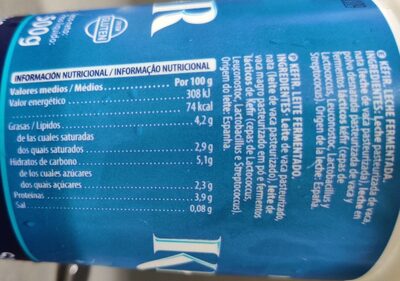 R
SIN
GLUTEN
500g
INFORMACIÓN NUTRICIONAL / INFORMAÇÃO NUTRICIONAL
Valores medios / Médios Por 100 g
Valor energético 308 kJ
74 kcal
Grasas / Lípidos 4,2 g
de las cuales saturadas
dos quais saturados 2,9 g
Hidratos de carbono 5,1g
de los cuales azúcares
dos quais açúcares 2,3 g
Proteínas 3,9 g
Sal 0,08 g
KÉFIR. LECHE FERMENTADA.
INGREDIENTES: Leche pasteurizada de vaca,
nata (leche de vaca pasteurizada), leche en
polvo desnatado pasteurizada de vaca y
fermentos lácticos kéfir (cepas de
Lactococcus, Leuconostoc, Lactobacillus y
Streptococcus). Origen de la leche: España.
KEFIR. LEITE FERMENTADO.
INGREDIENTES: Leite de vaca pasteurizado,
nata (leite de vaca pasteurizado), leite de
vaca magro pasteurizado em pó e fermentos
lácticos de kefir (cepas de Lactococcus,
Leuconostoc, Lactobacillus e Streptococcus).
Origem do leite: Espanha.
K